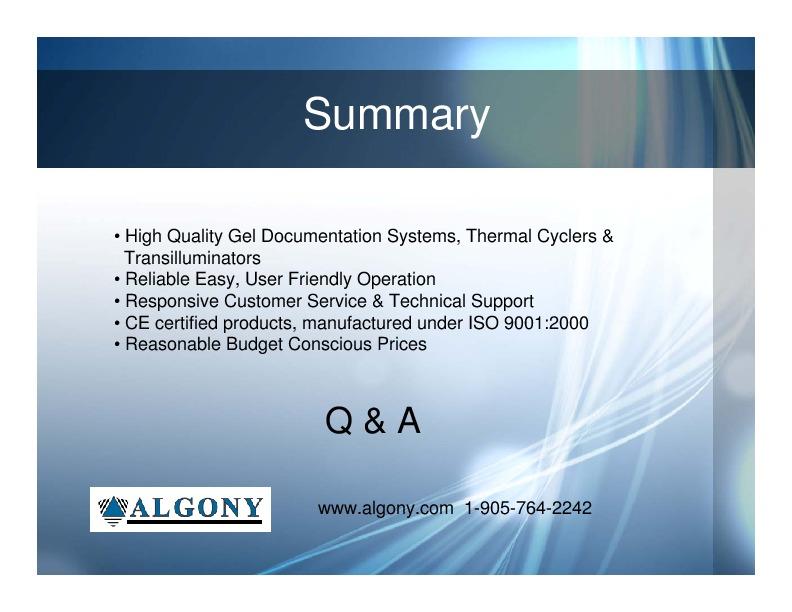 Summary
• High Quality Gel Documentation Systems, Thermal Cyclers &
Transilluminators
• Reliable Easy, User Friendly Operation
• Responsive Customer Service & Technical Support
• CE certified products, manufactured under ISO 9001:2000
• Reasonable Budget Conscious Prices
Q & A
ALGONY
www.algony.com 1-905-764-2242